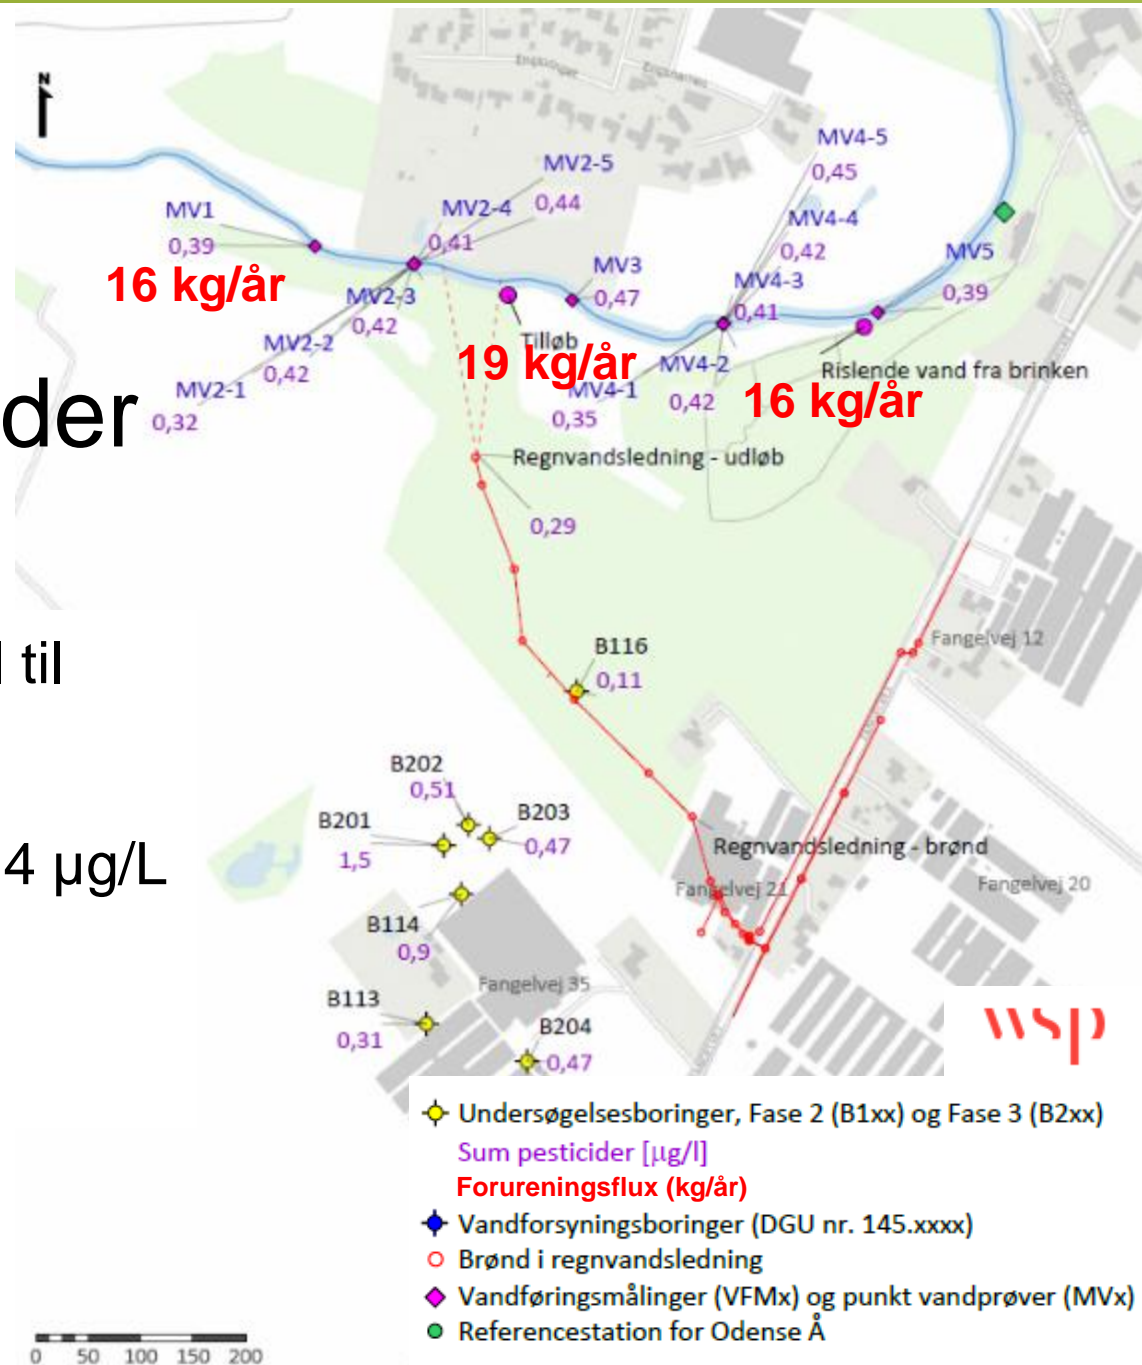 Engkroget
N
MV4-5
0,45
MV2-5
0,44
MV1
0,39
MV2-4
0,41
MV4-4
0,42
MV5
0,39
MV3
0,47
MV4-3
0,41
16 kg/år
MV2-3
0,42
MV2-2
0,42
Tilløb
19 kg/år
MV2-1
0,32
MV4-1
0,35
MV4-2
0,42
Rislende vand fra brinken
16 kg/år
der
Regnvandsledning - udløb
0,29
l til
B116
0,11
Fangelvej 12
B202
0,51
B203
0,47
B201
1,5
Regnvandsledning - brønd
4 µg/L
Fangelvej 21
Fangelvej 20
B114
0,9
Fangelvej 35
B113
0,31
B204
0,47
wsp
Undersøgelsesboringer, Fase 2 (B1xx) og Fase 3 (B2xx)
Sum pesticider [µg/l]
Forureningsflux (kg/år)
Vandforsyningsboringer (DGU nr. 145.xxxx)
Brønd i regnvandsledning
Vandføringsmålinger (VFMx) og punkt vandprøver (MVx)
Referencestation for Odense Å
0 50 100 150 200